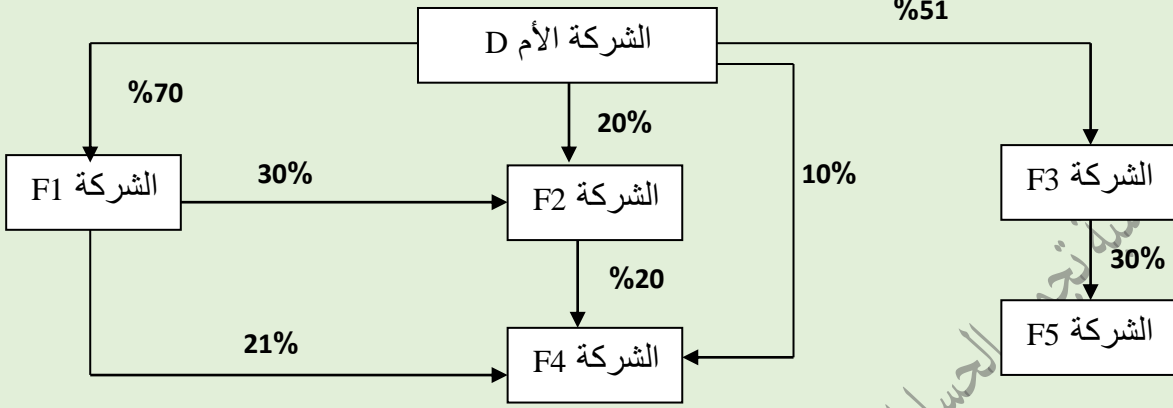 %51
الشركة الأم D
%70
20%
الشركة F1
30%
الشركة F2
10%
الشركة F3
%20
30%
21%
الشركة F4
الشركة F5